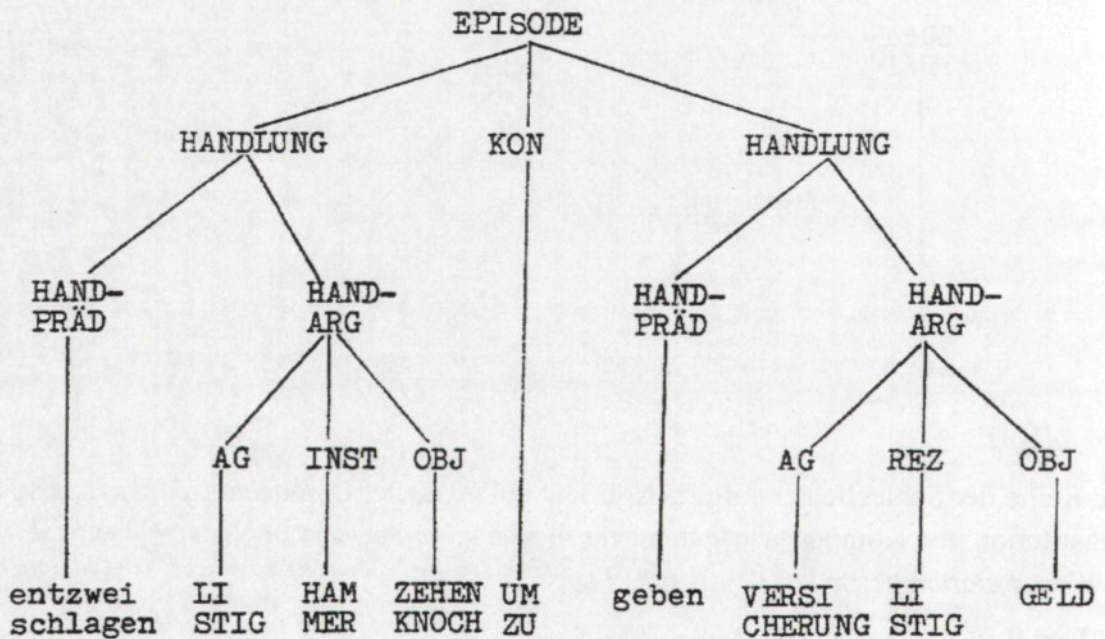 EPISODE
HANDLUNG KON HANDLUNG
HAND- HAND- HAND- HAND-
PRÄD ARG PRÄD ARG
AG INST OBJ AG REZ OBJ
entzwei LI HAM ZEHEN UM geben VERSI LI GELD
schlagen STIG MER KNOCH ZU CHERUNG STIG